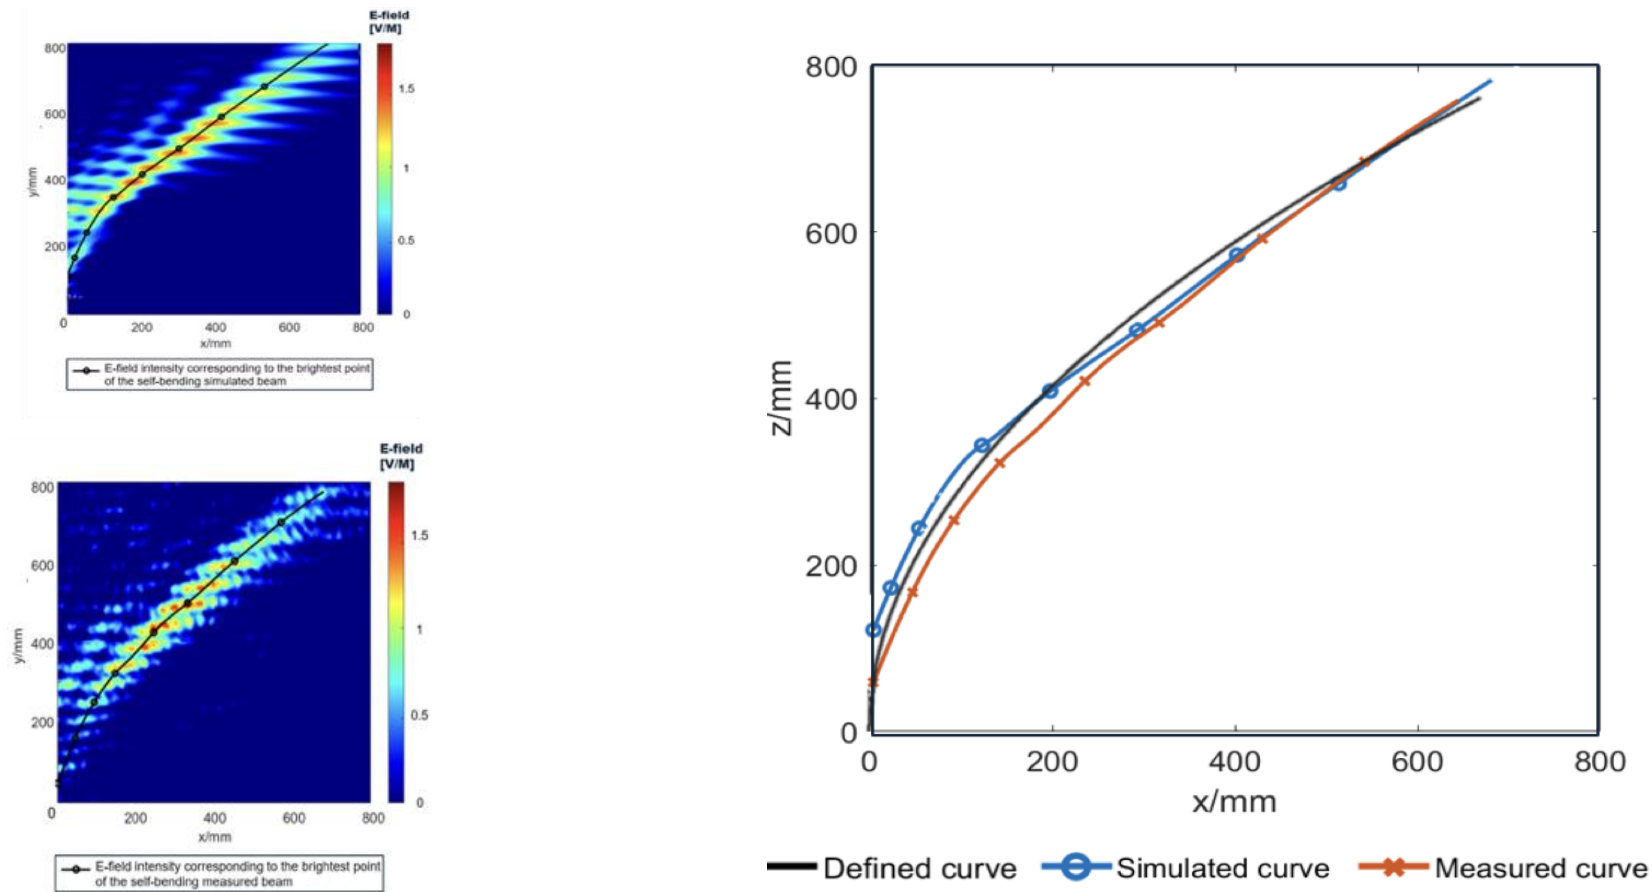 E-field
[V/M]
800
600
400
200
0
200
400
600
800
y/mm
x/mm
1.5
1
0.5
0
E-field intensity corresponding to the brightest point
of the self-bending simulated beam
E-field
[V/M]
800
600
400
200
0
200
400
600
800
y/mm
x/mm
1.5
1
0.5
0
E-field intensity corresponding to the brightest point
of the self-bending measured beam
800
600
400
200
0
z/mm
0
200
400
600
800
x/mm
Defined curve
Simulated curve
Measured curve